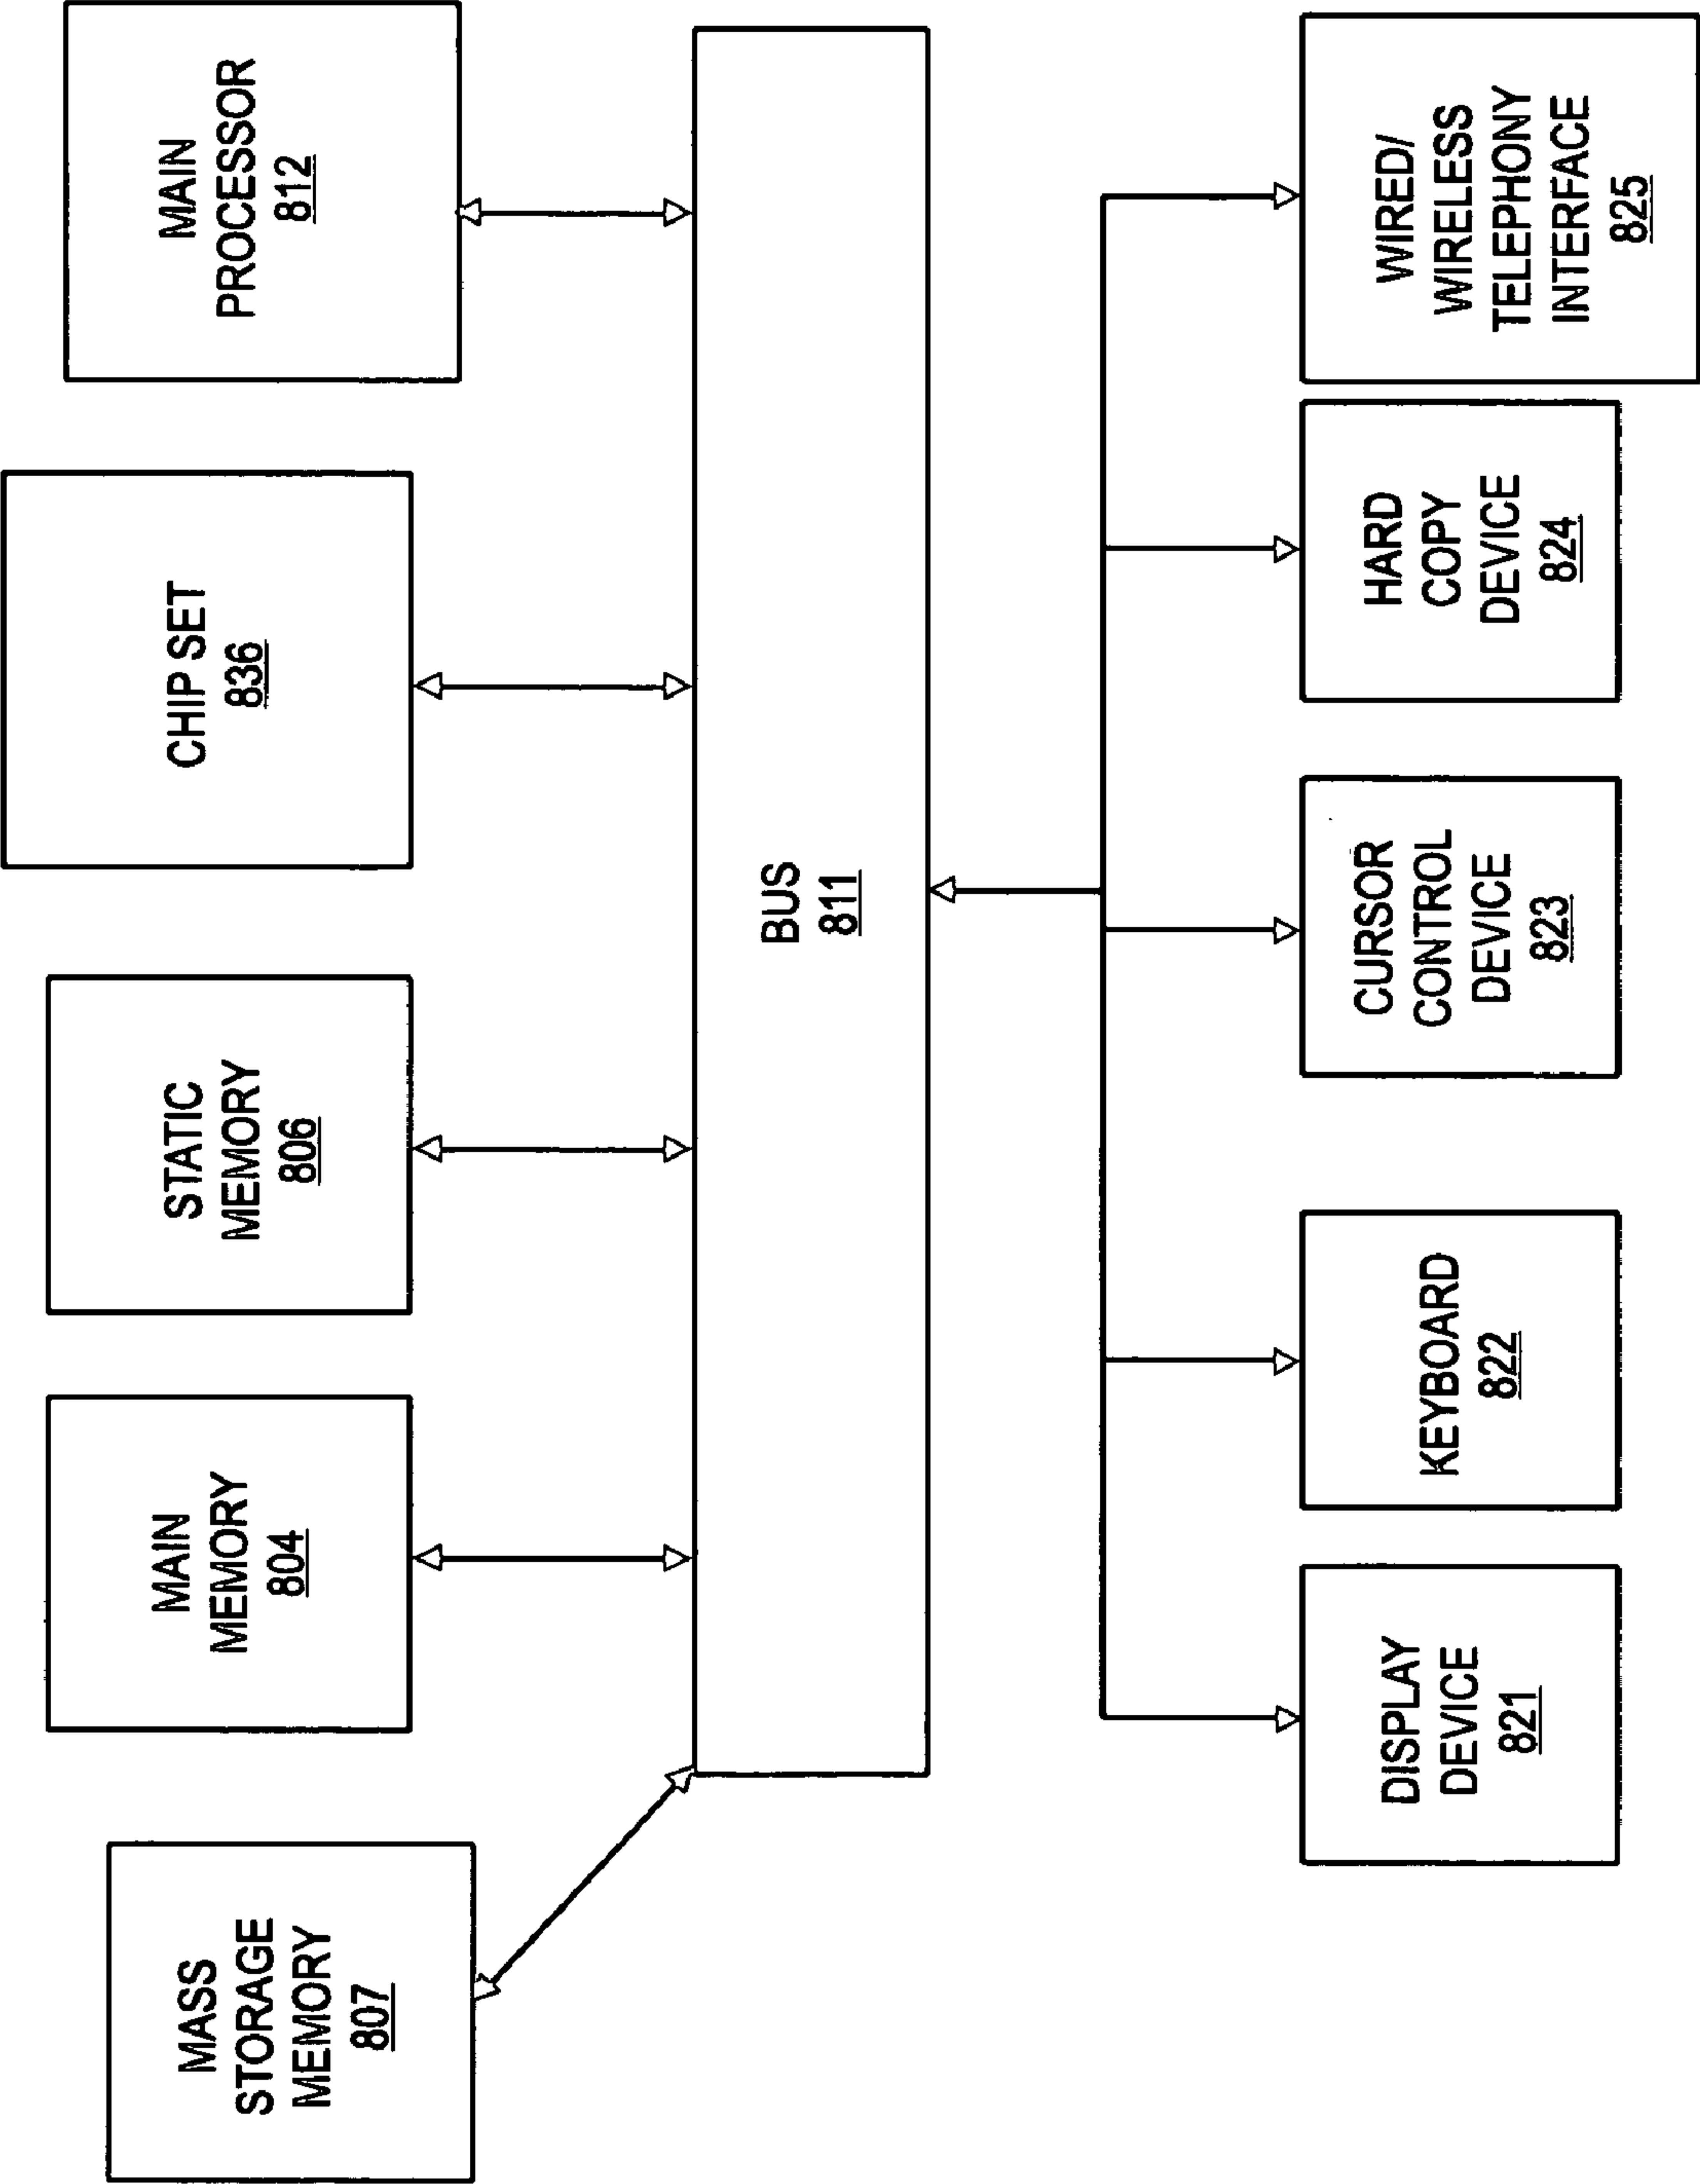 MASS
STORAGE
MEMORY
807
MAIN
MEMORY
804
STATIC
MEMORY
806
CHIP SET
836
MAIN
PROCESSOR
812
BUS
811
DISPLAY
DEVICE
821
KEYBOARD
822
CURSOR
CONTROL
DEVICE
823
HARD
COPY
DEVICE
824
WIRED/
WIRELESS
TELEPHONY
INTERFACE
825